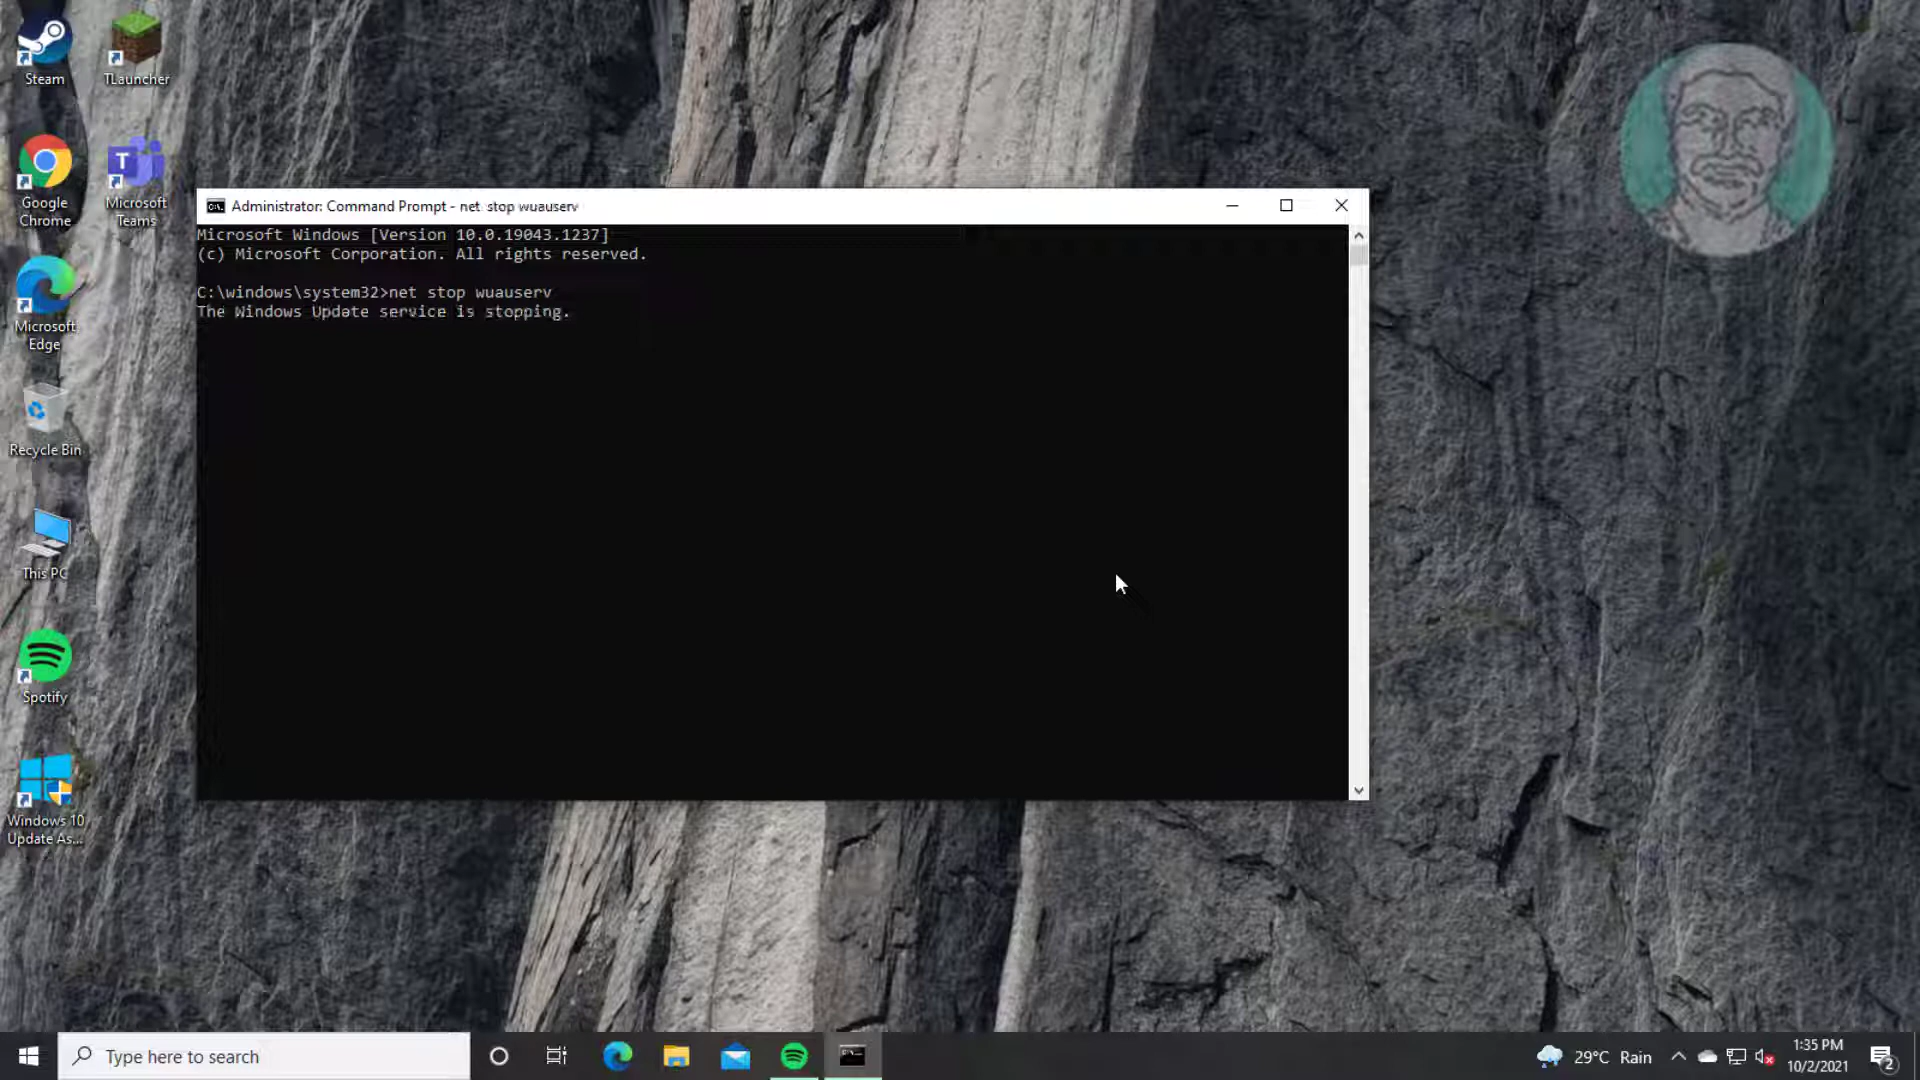 Steam
TLauncher
Google
Chrome
Microsoft
Teams
Microsoft
Edge
Recycle Bin
This PC
Spotify
Windows 10
Update As...
Administrator: Command Prompt - net stop wuauserv
Microsoft Windows [Version 10.0.19043.1237]
(c) Microsoft Corporation. All rights reserved.
C:\windows\system32>net stop wuauserv
The Windows Update service is stopping.
Type here to search
29°C Rain
1:35 PM
10/2/2021
2